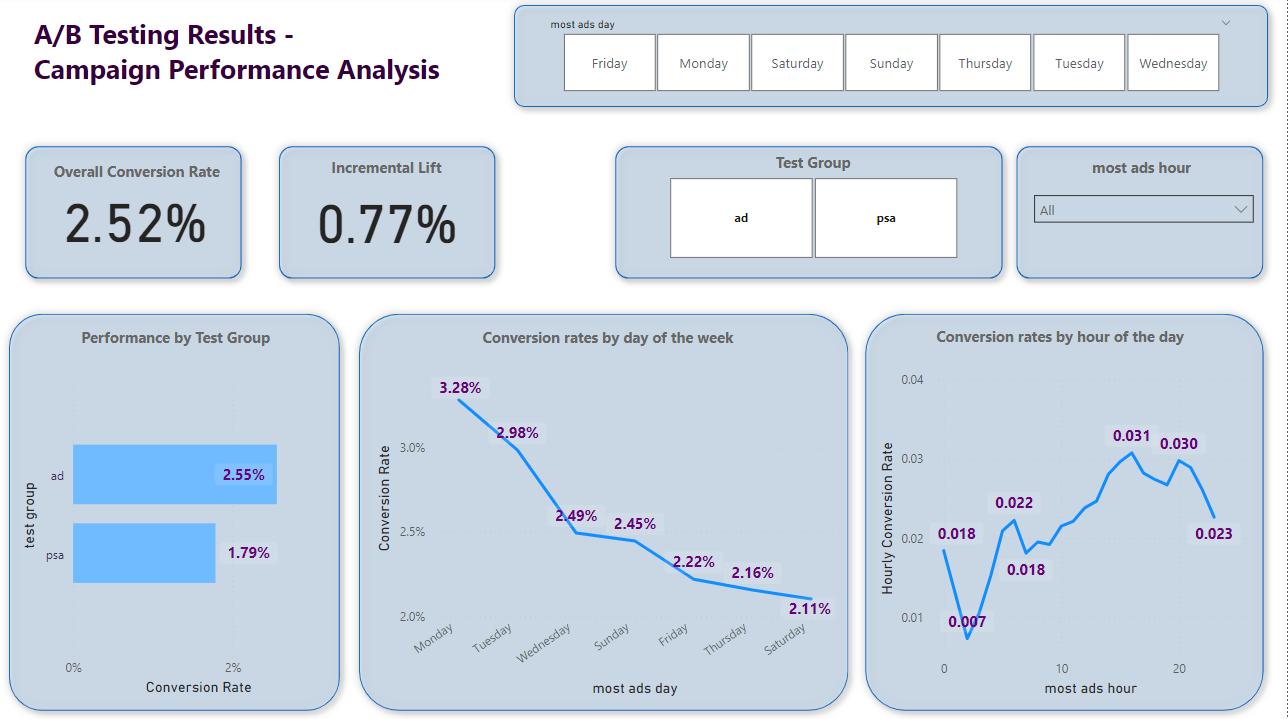 A/B Testing Results -
Campaign Performance Analysis
most ads day
Friday Monday Saturday Sunday Thursday Tuesday Wednesday
Overall Conversion Rate
2.52%
Incremental Lift
0.77%
Test Group
ad psa
most ads hour
All
Performance by Test Group
test group
ad
2.55%
psa
1.79%
0% 2%
Conversion Rate
Conversion rates by day of the week
Conversion Rate
3.0%
2.5%
2.0%
3.28%
2.98%
2.49%
2.45%
2.22%
2.16%
2.11%
Monday Tuesday Wednesday Sunday Friday Thursday Saturday
most ads day
Conversion rates by hour of the day
Hourly Conversion Rate
0.04
0.03
0.02
0.01
0.018
0.007
0.022
0.018
0.031
0.030
0.023
0 10 20
most ads hour